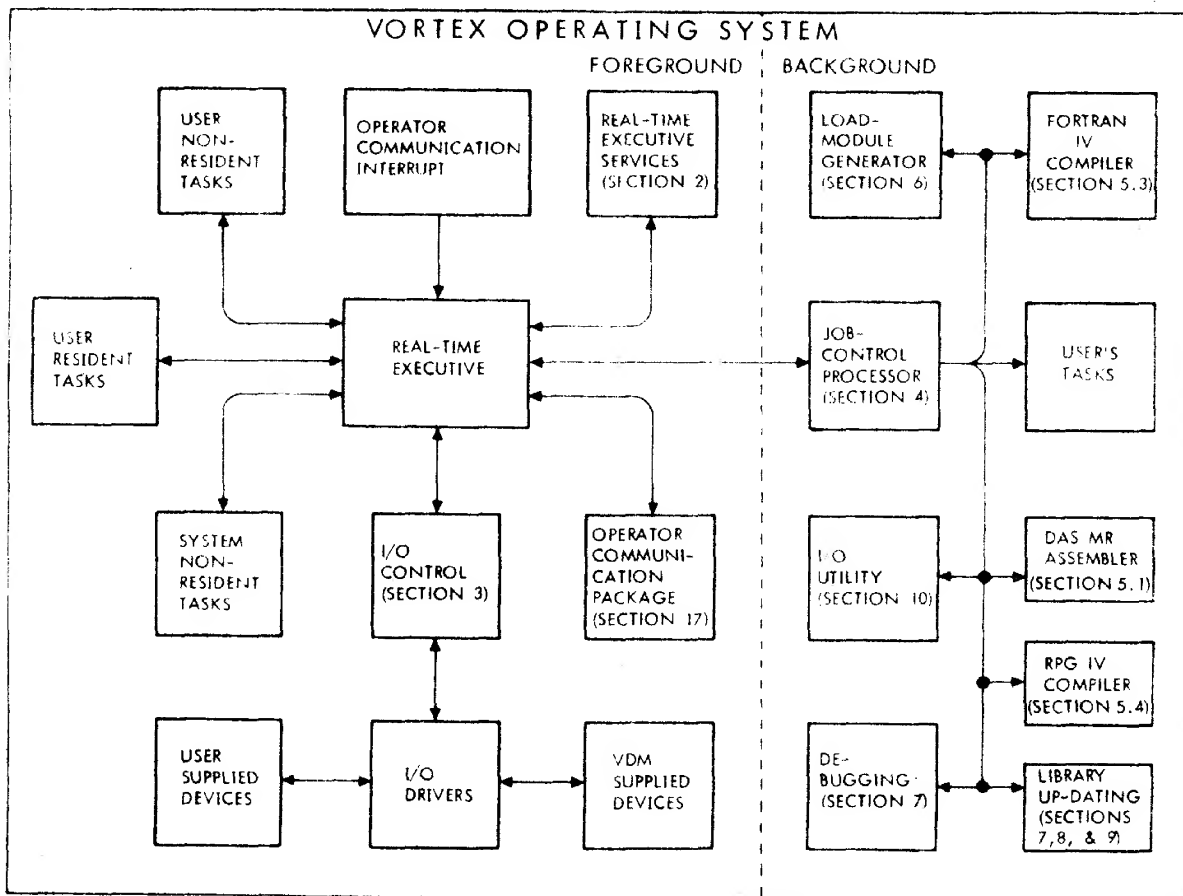 VORTEX OPERATING SYSTEM
FOREGROUND
BACKGROUND
USER
NON-
RESIDENT
TASKS
OPERATOR
COMMUNICATION
INTERRUPT
REAL-TIME
EXECUTIVE
SERVICES
(SECTION 2)
LOAD-
MODULE
GENERATOR
(SECTION 6)
FORTRAN
IV
COMPILER
(SECTION 5.3)
USER
RESIDENT
TASKS
REAL-TIME
EXECUTIVE
JOB-
CONTROL
PROCESSOR
(SECTION 4)
USER'S
TASKS
SYSTEM
NON-
RESIDENT
TASKS
I/O
CONTROL
(SECTION 3)
OPERATOR
COMMUNI-
CATION
PACKAGE
(SECTION 17)
I/O
UTILITY
(SECTION 10)
DAS MR
ASSEMBLER
(SECTION 5.1)
RPG IV
COMPILER
(SECTION 5.4)
USER
SUPPLIED
DEVICES
I/O
DRIVERS
VDM
SUPPLIED
DEVICES
DE-
BUGGING
(SECTION 7)
LIBRARY
UP-DATING
(SECTIONS
7,8, & 9)